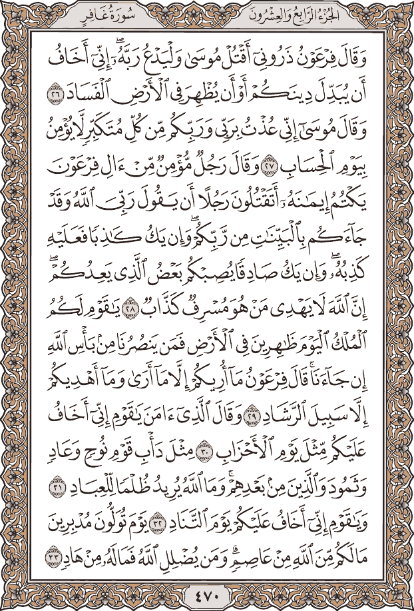 الجزء الرابع والعشرون سورة غافر
وَقَالَ فِرْعَوْنُ ذَرُونِىٓ أَقْتُلْ مُوسَىٰ وَلْيَدْعُ رَبَّهُۥٓ ۖ إِنِّىٓ أَخَافُ
أَن يُبَدِّلَ دِينَكُمْ أَوْ أَن يُظْهِرَ فِى ٱلْأَرْضِ ٱلْفَسَادَ ٢٦
وَقَالَ مُوسَىٰٓ إِنِّى عُذْتُ بِرَبِّى وَرَبِّكُم مِّن كُلِّ مُتَكَبِّرٍ لَّا يُؤْمِنُ
بِيَوْمِ ٱلْحِسَابِ ٢٧ وَقَالَ رَجُلٌ مُّؤْمِنٌ مِّنْ ءَالِ فِرْعَوْنَ
يَكْتُمُ إِيمَٰنَهُۥٓ أَتَقْتُلُونَ رَجُلًا أَن يَقُولَ رَبِّىَ ٱللَّهُ وَقَدْ
جَآءَكُم بِٱلْبَيِّنَٰتِ مِن رَّبِّكُمْ ۖ وَإِن يَكُ كَٰذِبًا فَعَلَيْهِ
كَذِبُهُۥ ۖ وَإِن يَكُ صَادِقًا يُصِبْكُم بَعْضُ ٱلَّذِى يَعِدُكُمْ ۖ
إِنَّ ٱللَّهَ لَا يَهْدِى مَنْ هُوَ مُسْرِفٌ كَذَّابٌ ٢٨ يَٰقَوْمِ لَكُمُ
ٱلْمُلْكُ ٱلْيَوْمَ ظَٰهِرِينَ فِى ٱلْأَرْضِ فَمَن يَنصُرُنَا مِنۢ بَأْسِ ٱللَّهِ
إِن جَآءَنَا ۚ قَالَ فِرْعَوْنُ مَآ أُرِيكُمْ إِلَّا مَآ أَرَىٰ وَمَآ أَهْدِيكُمْ
إِلَّا سَبِيلَ ٱلرَّشَادِ ٢٩ وَقَالَ ٱلَّذِىٓ ءَامَنَ يَٰقَوْمِ إِنِّىٓ أَخَافُ
عَلَيْكُم مِّثْلَ يَوْمِ ٱلْأَحْزَابِ ٣٠ مِثْلَ دَأْبِ قَوْمِ نُوحٍ وَعَادٍ
وَثَمُودَ وَٱلَّذِينَ مِنۢ بَعْدِهِمْ ۚ وَمَا ٱللَّهُ يُرِيدُ ظُلْمًا لِّلْعِبَادِ ٣١
وَيَٰقَوْمِ إِنِّىٓ أَخَافُ عَلَيْكُمْ يَوْمَ ٱلتَّنَادِ ٣٢ يَوْمَ تُوَلُّونَ مُدْبِرِينَ
مَا لَكُم مِّنَ ٱللَّهِ مِنْ عَاصِمٍ ۗ وَمَن يُضْلِلِ ٱللَّهُ فَمَا لَهُۥ مِنْ هَادٍ ٣٣
٤٧٠